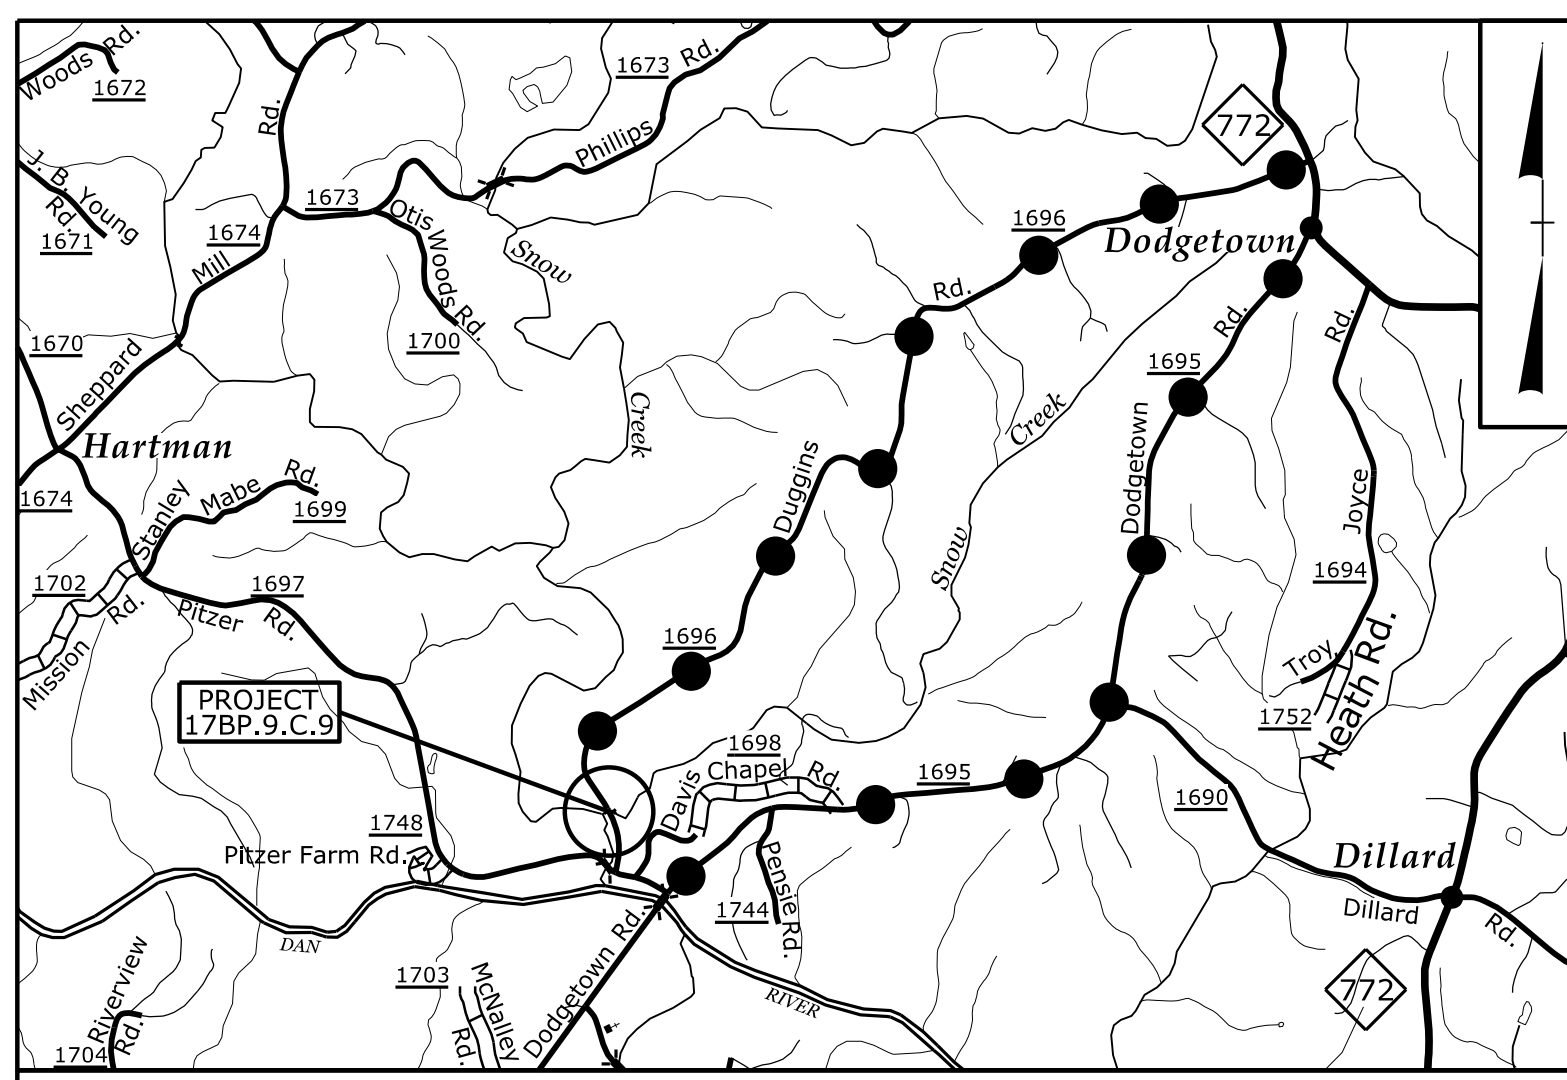 Woods Rd.
1672
Rd.
1673
Rd.
Phillips
772
J. B. Young
Rd.
1671
1673
1674
Otis
Woods
Rd.
1700
Mill
Snow
1696
Dodgetown
Rd.
1670
Sheppard
Hartman
1674
Stanley
Mabe
Rd.
1699
Creek
Creek
Rd.
1695
Rd.
Duggins
Dodgetown
Joyce
1702
Rd.
Mission
1697
Pitzer
Rd.
Snow
1694
1696
Troy
Heath Rd.
1752
PROJECT
17BP.9.C.9
1698
Chapel
Rd.
Davis
1695
1690
1748
Pitzer Farm Rd.
Dillard
Pensie Rd.
1744
Dillard
Rd.
DAN
RIVER
Riverview
Rd.
1704
1703
McNalley
Rd.
Dodgetown Rd.
772